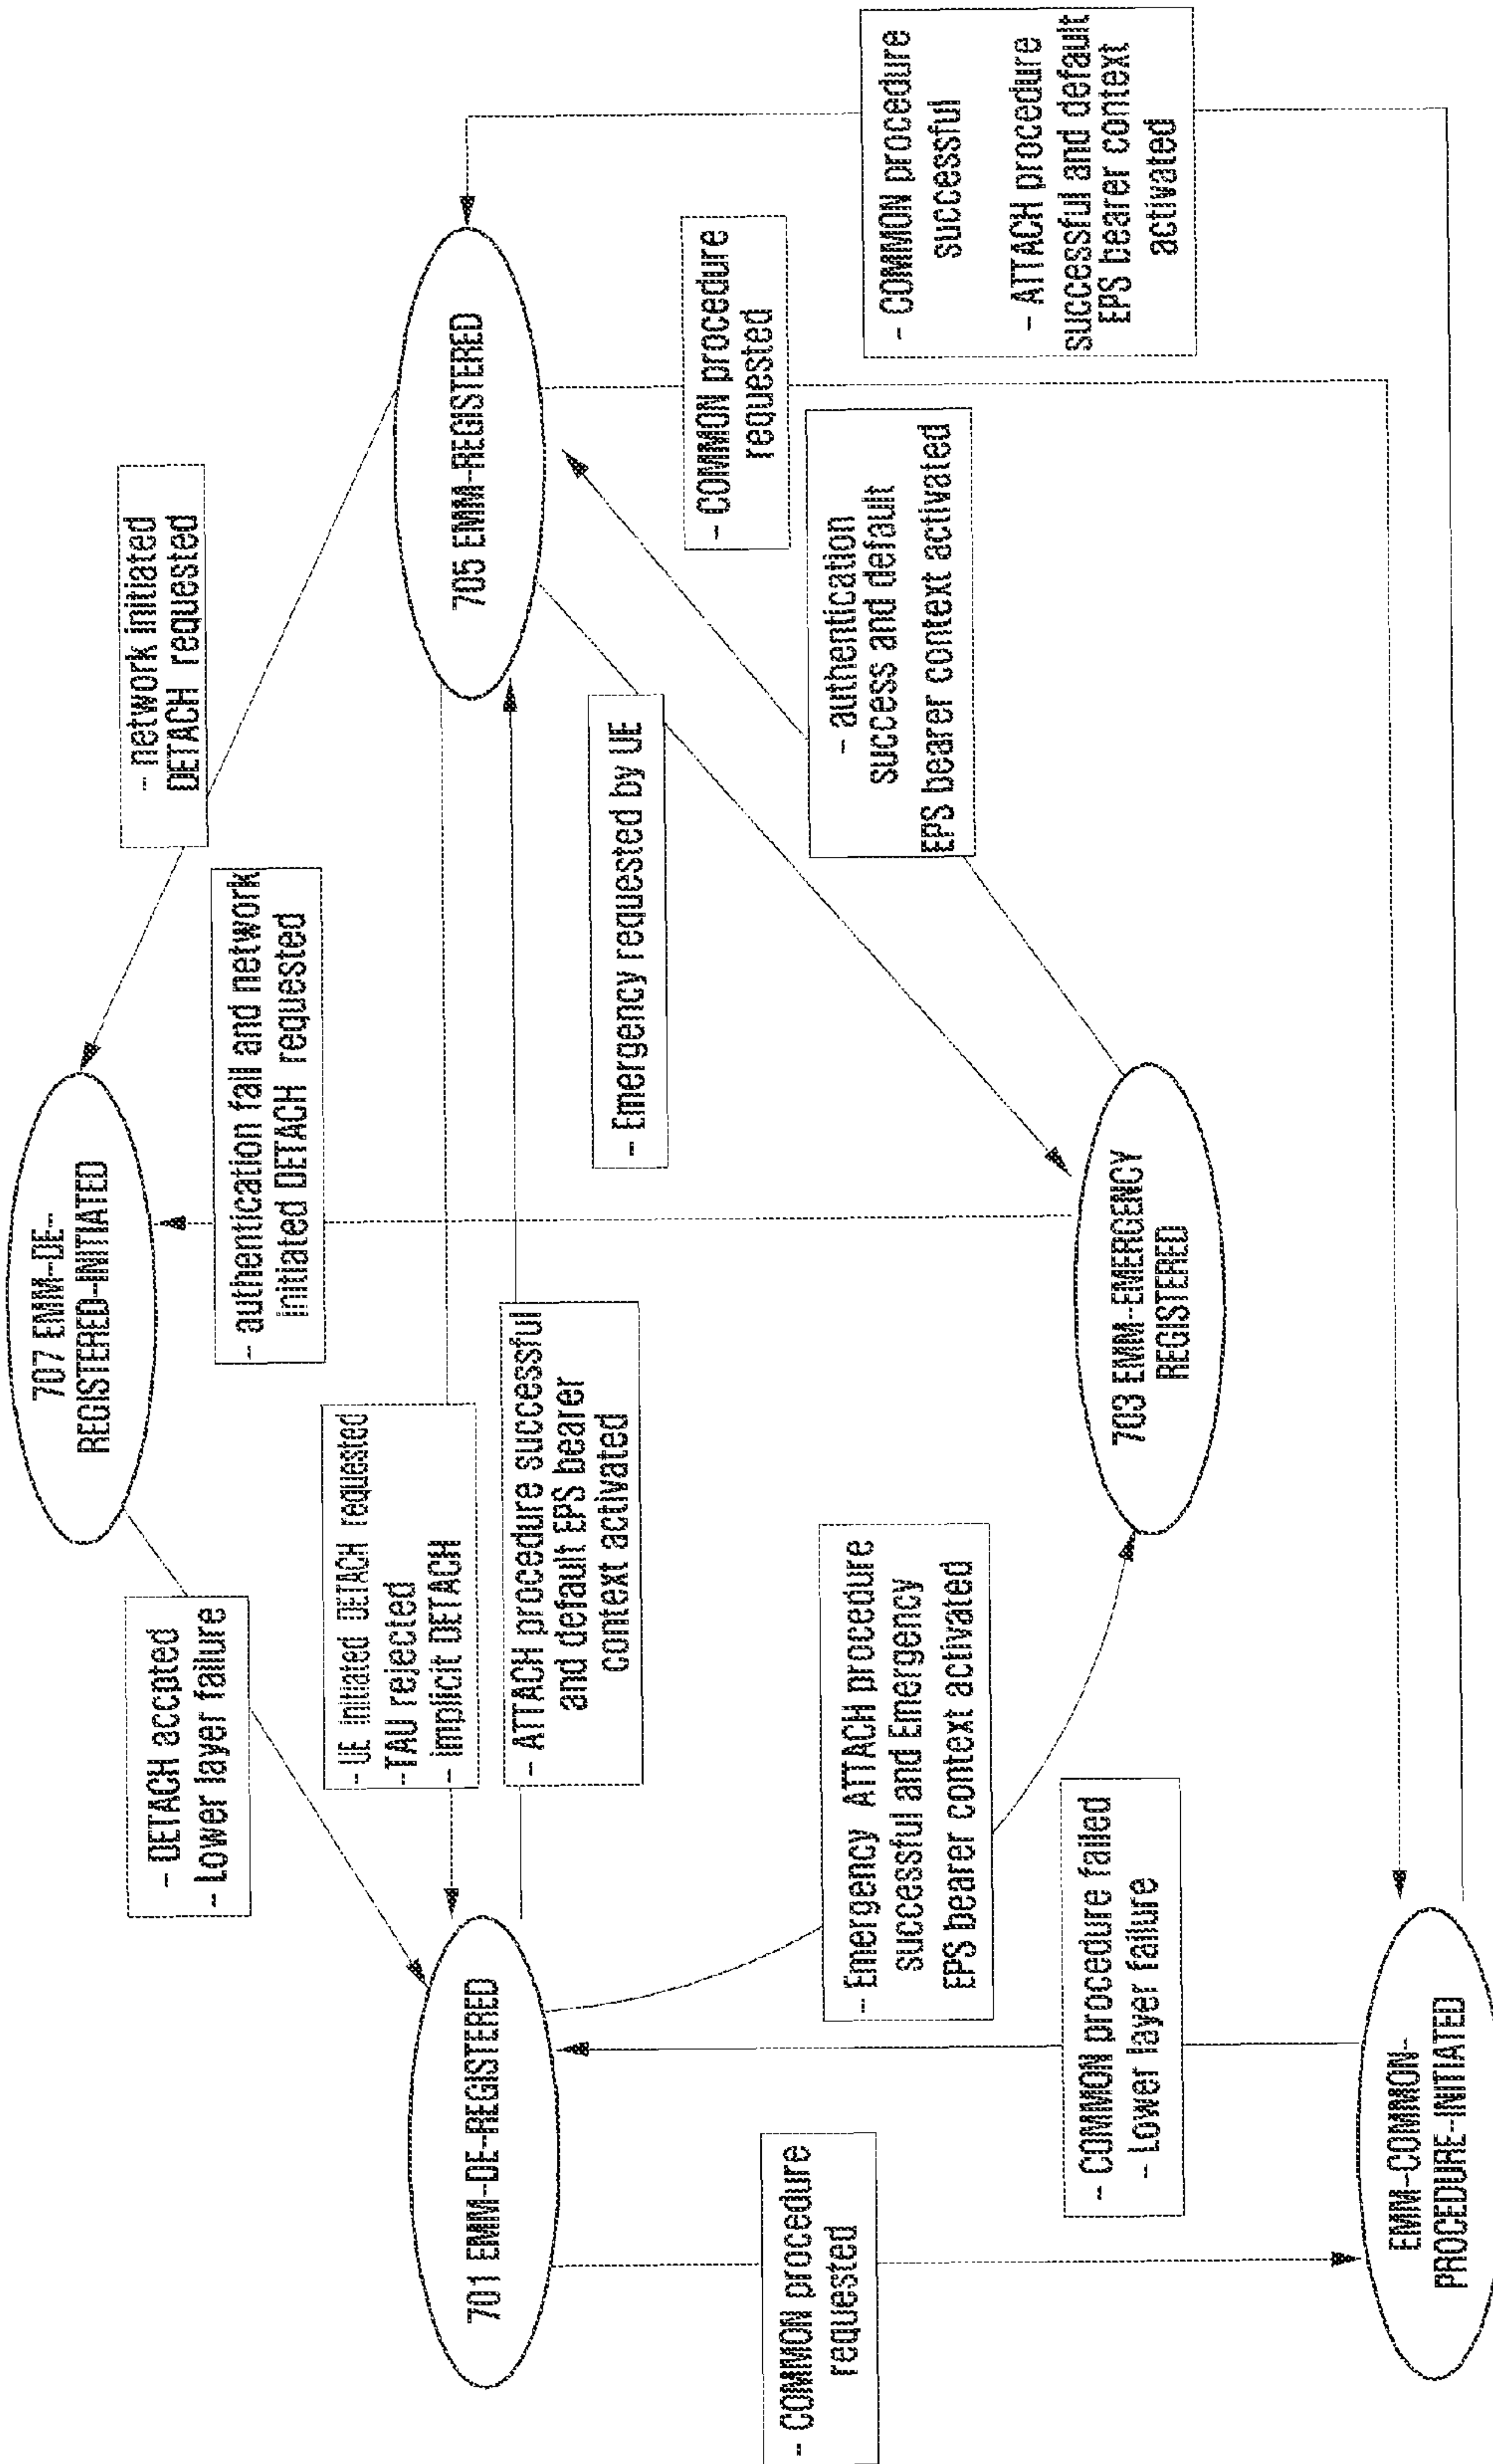 707 EMM-DE-
REGISTERED-INITIATED
- DETACH accpted
- Lower layer failure
- network initiated
DETACH requested
- authentication fail and network
initiated DETACH requested
- UE initiated DETACH requested
- TAU rejected
- implicit DETACH
- ATTACH procedure successful
and default EPS bearer
context activated
701 EMM-DE-REGISTERED
705 EMM-REGISTERED
- Emergency requested by UE
- COMMON procedure
requested
- COMMON procedure
requested
- Emergency ATTACH procedure
successful and Emergency
EPS bearer context activated
- authentication
success and default
EPS bearer context activated
- COMMON procedure
successful
- ATTACH procedure
successful and default
EPS bearer context
activated
- COMMON procedure failed
- Lower layer failure
703 EMM-EMERGENCY
REGISTERED
EMM-COMMON-
PROCEDURE-INITIATED